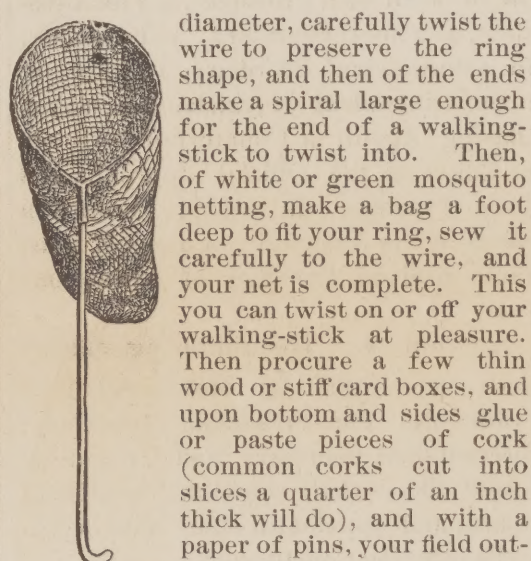 diameter, carefully twist the
wire to preserve the ring
shape, and then of the ends
make a spiral large enough
for the end of a walking-
stick to twist into. Then,
of white or green mosquito
netting, make a bag a foot
deep to fit your ring, sew it
carefully to the wire, and
your net is complete. This
you can twist on or off your
walking-stick at pleasure.
Then procure a few thin
wood or stiff card boxes, and
upon bottom and sides glue
or paste pieces of cork
(common corks cut into
slices a quarter of an inch
thick will do), and with a
paper of pins, your field out-